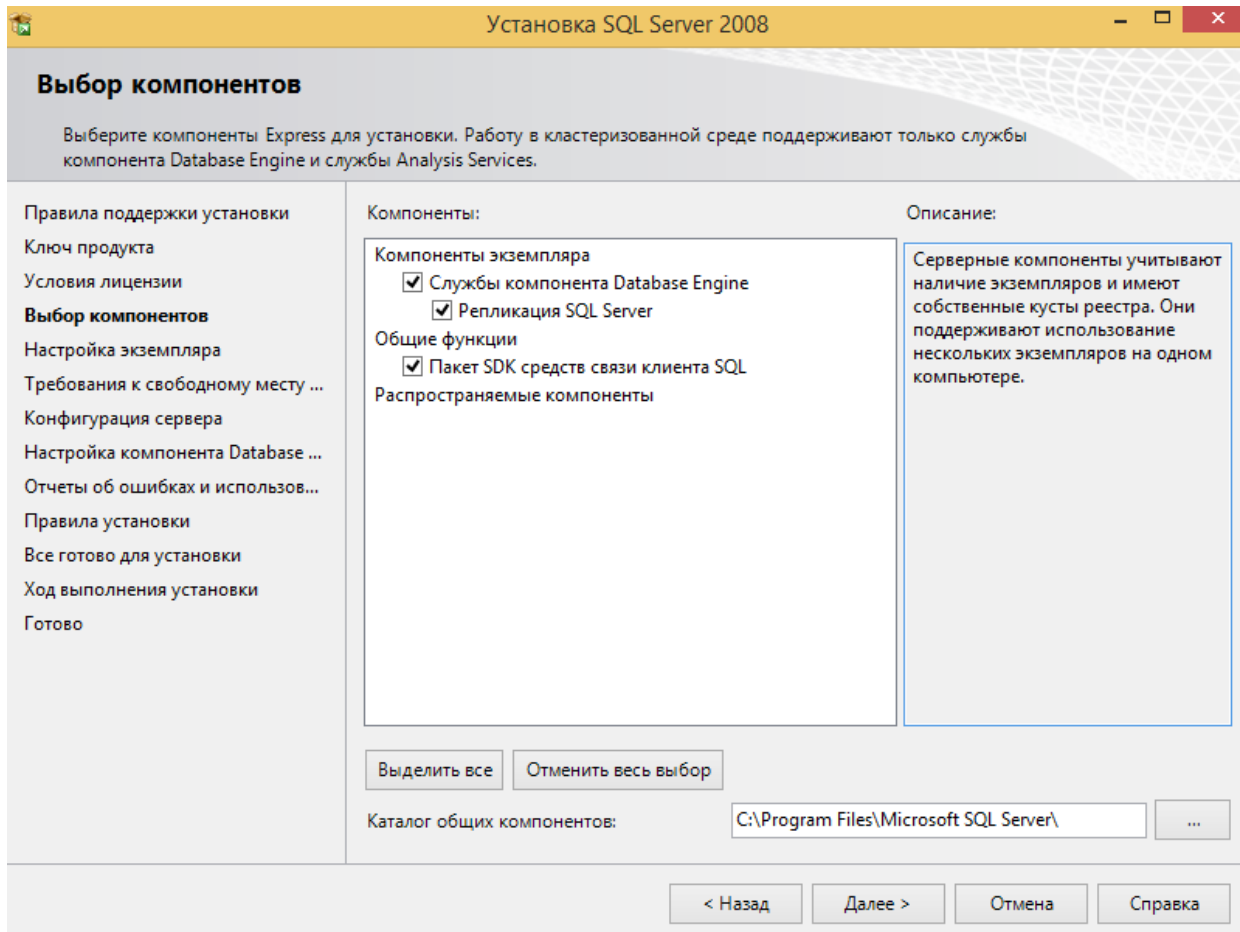 Установка SQL Server 2008
Выбор компонентов
Выберите компоненты Express для установки. Работу в кластеризованной среде поддерживают только службы
компонента Database Engine и службы Analysis Services.
Правила поддержки установки
Ключ продукта
Условия лицензии
Выбор компонентов
Настройка экземпляра
Требования к свободному месту ...
Конфигурация сервера
Настройка компонента Database ...
Отчеты об ошибках и использов...
Правила установки
Все готово для установки
Ход выполнения установки
Готово
Компоненты:
Компоненты экземпляра
Службы компонента Database Engine
Репликация SQL Server
Общие функции
Пакет SDK средств связи клиента SQL
Распространяемые компоненты
Описание:
Серверные компоненты учитывают
наличие экземпляров и имеют
собственные кусты реестра. Они
поддерживают использование
нескольких экземпляров на одном
компьютере.
Выделить все
Отменить весь выбор
Каталог общих компонентов:
C:\Program Files\Microsoft SQL Server\
...
< Назад
Далее >
Отмена
Справка